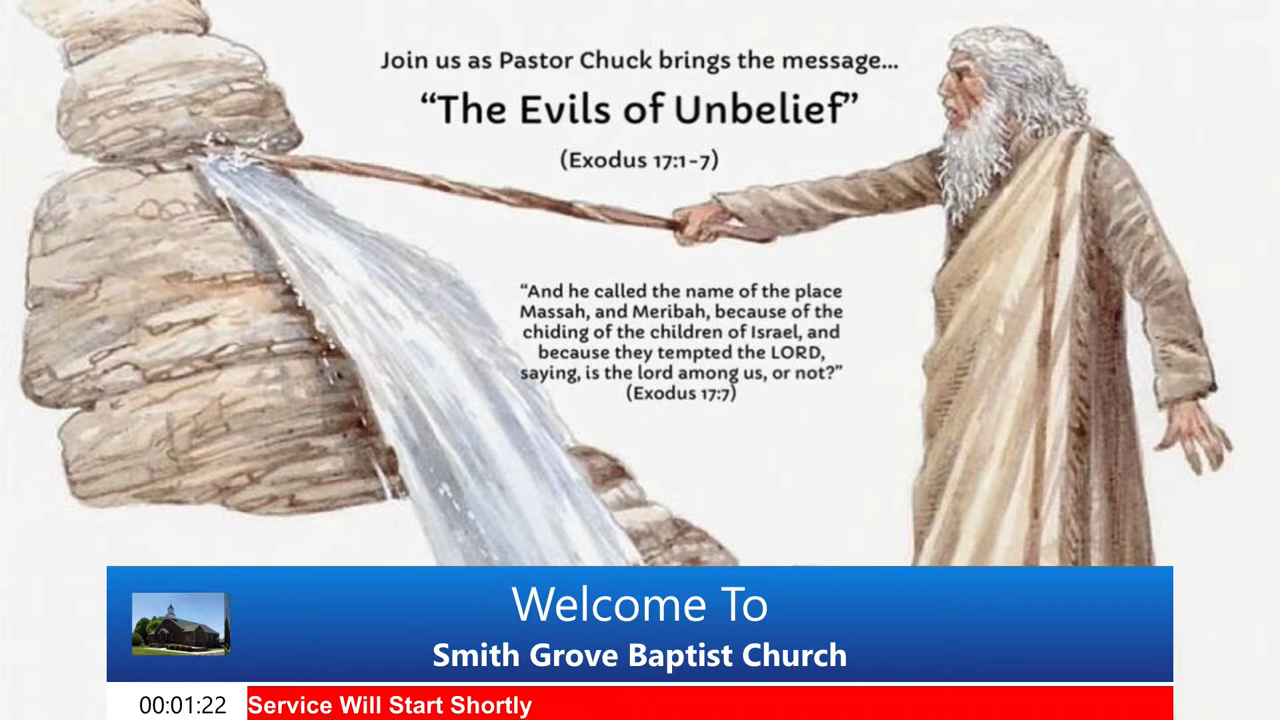 Join us as Pastor Chuck brings the message...
“The Evils of Unbelief”
(Exodus 17:1-7)
“And he called the name of the place
Massah, and Meribah, because of the
chiding of the children of Israel, and
because they tempted the LORD,
saying, is the lord among us, or not?”
(Exodus 17:7)
Welcome To
Smith Grove Baptist Church
00:01:22 Service Will Start Shortly